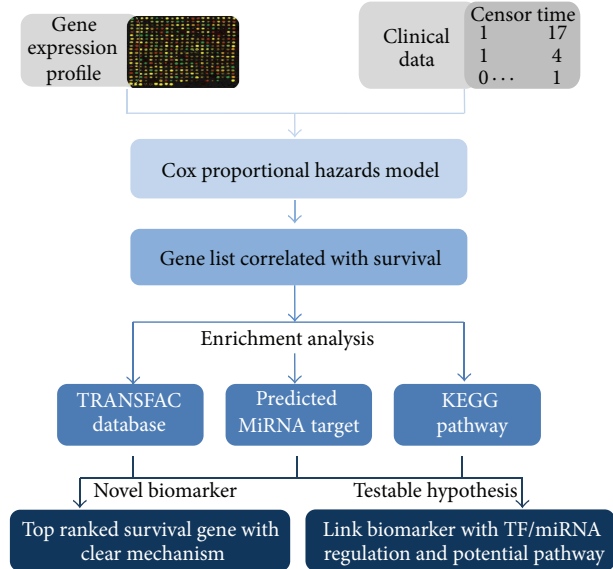 Gene
expression
profile
Clinical
data
Censor time
1 17
1 4
0··· 1
Cox proportional hazards model
Gene list correlated with survival
Enrichment analysis
TRANSFAC
database
Predicted
MiRNA target
KEGG
pathway
Novel biomarker
Testable hypothesis
Top ranked survival gene with
clear mechanism
Link biomarker with TF/miRNA
regulation and potential pathway